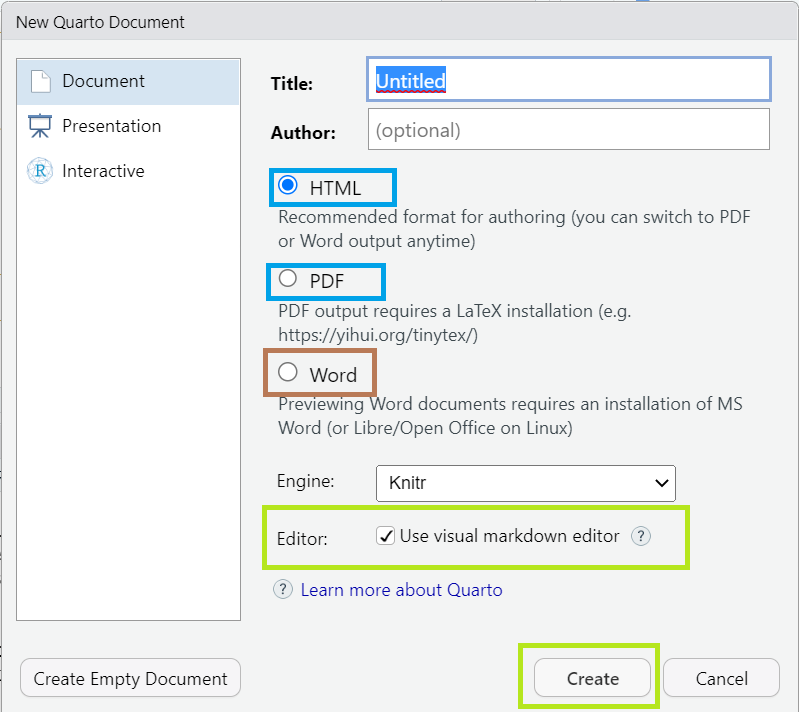 New Quarto Document
Document
Presentation
Interactive
Title:
Untitled
Author:
(optional)
HTML
Recommended format for authoring (you can switch to PDF
or Word output anytime)
PDF
PDF output requires a LaTeX installation (e.g.
https://yihui.org/tinytex/)
Word
Previewing Word documents requires an installation of MS
Word (or Libre/Open Office on Linux)
Engine:
Knitr
Editor:
Use visual markdown editor
?
?
Learn more about Quarto
Create Empty Document
Create
Cancel